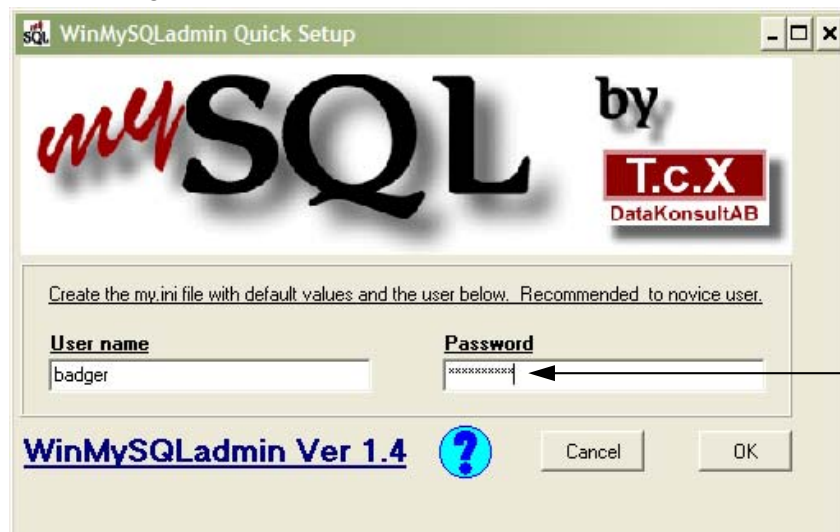 WinMySQLadmin Quick Setup
mySQL by
T.c.X
DataKonsultAB
Create the my.ini file with default values and the user below. Recommended to novice user.
User name
Password
badger
**********
WinMySQLadmin Ver 1.4
?
Cancel
OK